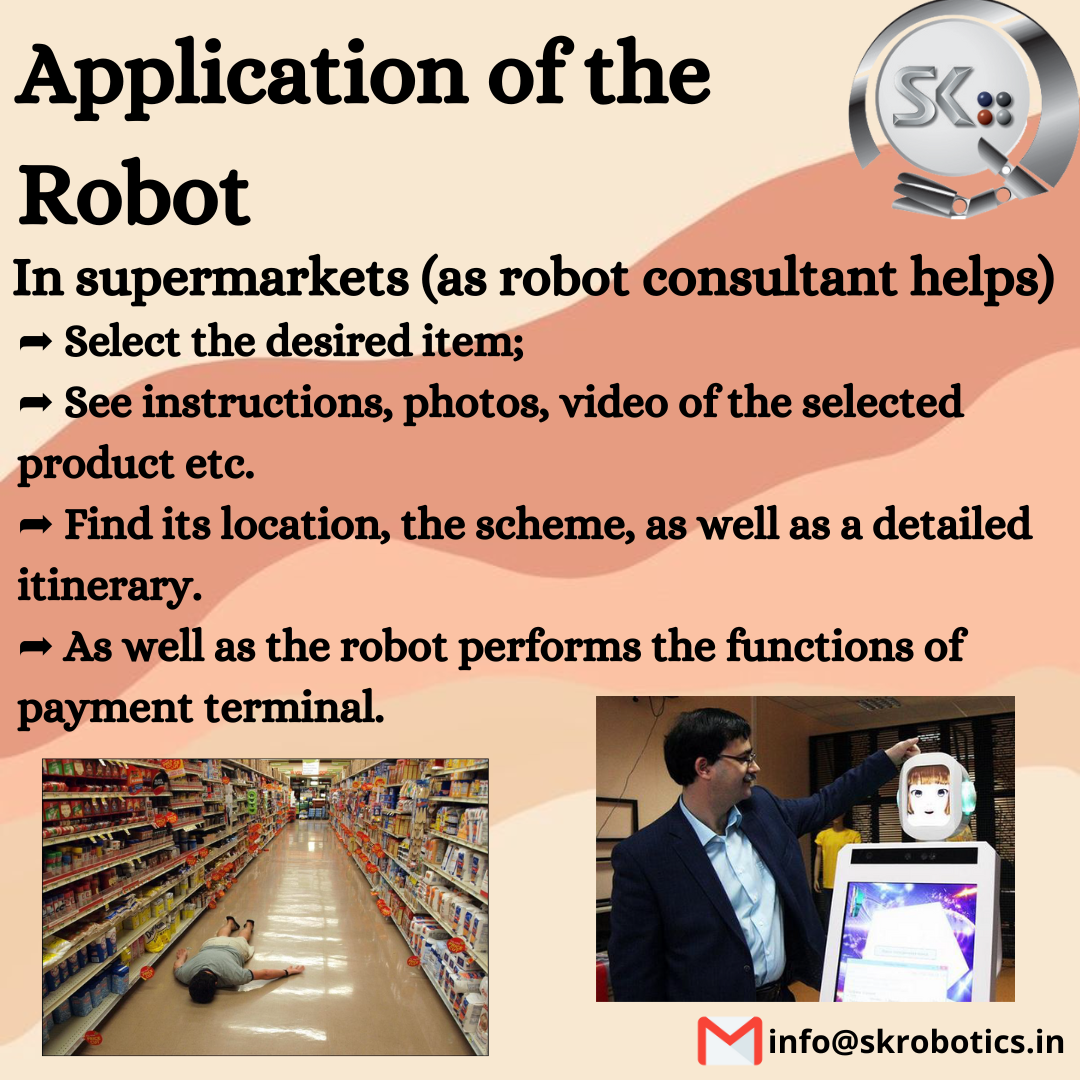 Application of the
Robot
SK
In supermarkets (as robot consultant helps)
➦ Select the desired item;
➦ See instructions, photos, video of the selected
product etc.
➦ Find its location, the scheme, as well as a detailed
itinerary.
➦ As well as the robot performs the functions of
payment terminal.
info@skrobotics.in